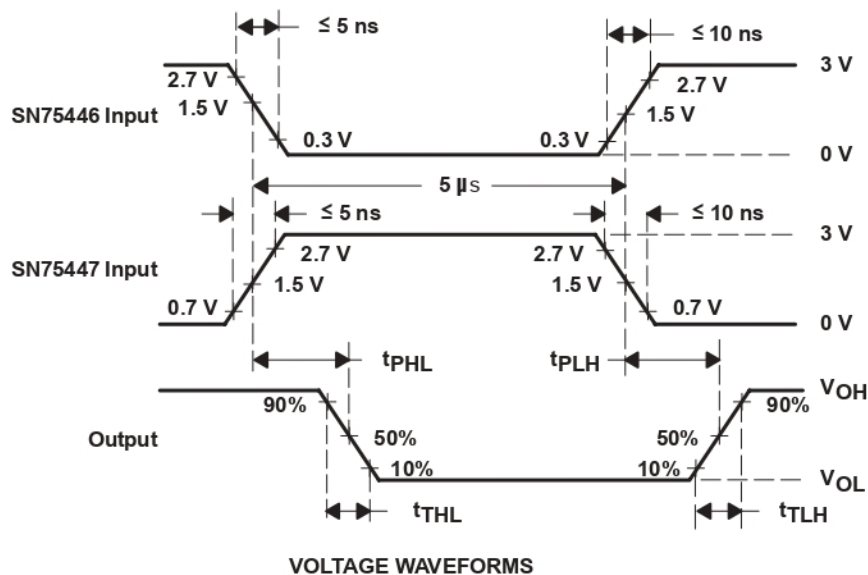 ≤ 5 ns
≤ 10 ns
3 V
2.7 V
2.7 V
1.5 V
1.5 V
SN75446 Input
0.3 V
0.3 V
0 V
5 μs
≤ 5 ns
≤ 10 ns
3 V
2.7 V
2.7 V
SN75447 Input
1.5 V
1.5 V
0.7 V
0.7 V
0 V
tPHL
tPLH
VOH
90%
90%
Output
50%
50%
10%
10%
VOL
tTHL
tTLH
VOLTAGE WAVEFORMS